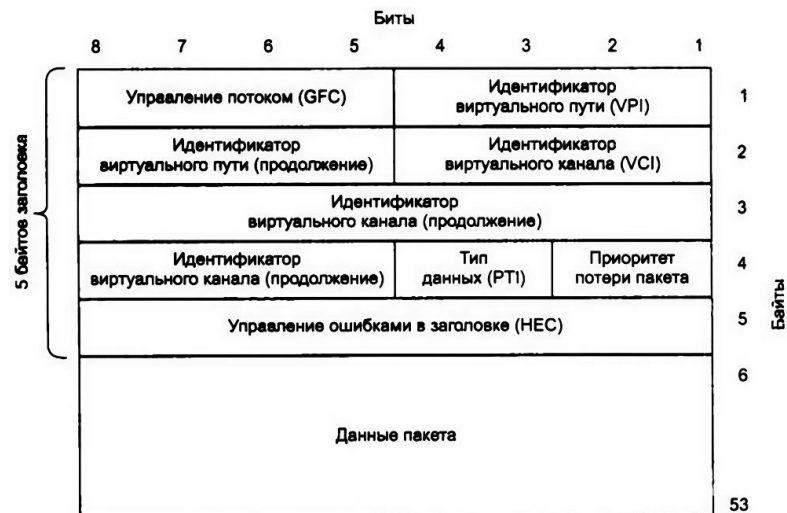 Биты
8 7 6 5 4 3 2 1
5 байтов заголовка
Управление потоком (GFC)
Идентификатор
виртуального пути (VPI)
1
Идентификатор
виртуального пути (продолжение)
Идентификатор
виртуального канала (VCI)
2
Идентификатор
виртуального канала (продолжение)
3
Идентификатор
виртуального канала (продолжение)
Тип
данных (PTI)
Приоритет
потери пакета
4
Управление ошибками в заголовке (HEC)
5
Байты
6
Данные пакета
53